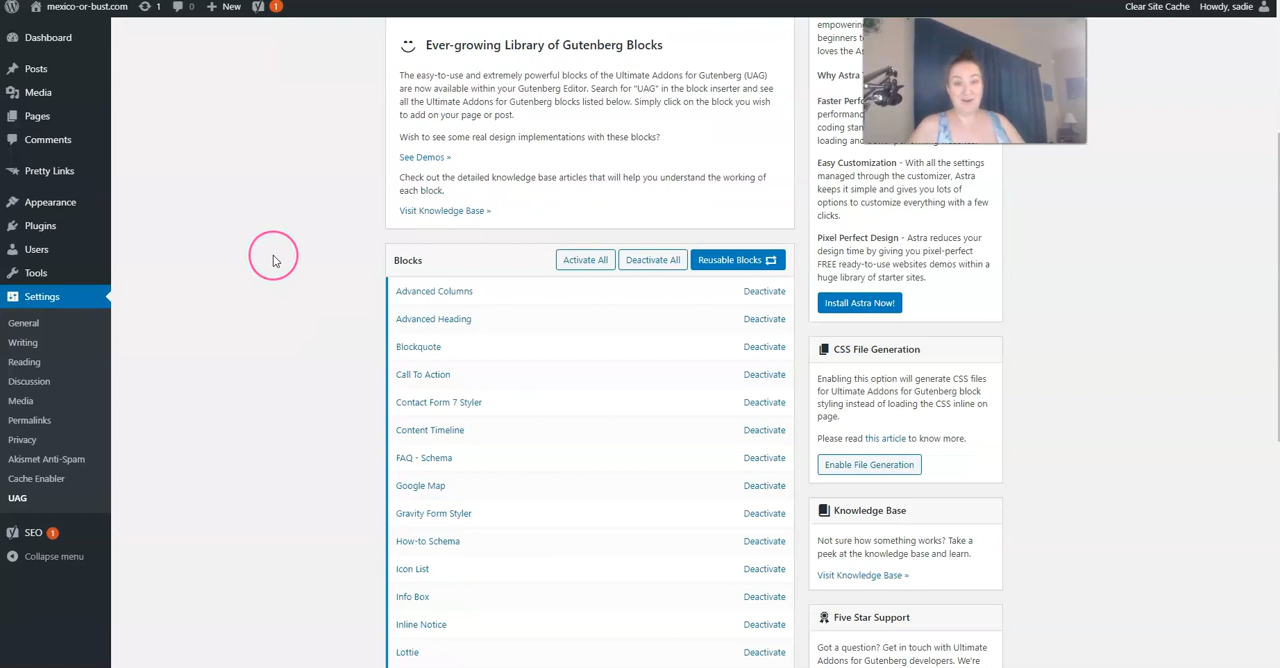 mexico-or-bust.com
1
0
New
1
Clear Site Cache
Howdy, sadie
Dashboard
Posts
Media
Pages
Comments
Pretty Links
Appearance
Plugins
Users
Tools
Settings
General
Writing
Reading
Discussion
Media
Permalinks
Privacy
Akismet Anti-Spam
Cache Enabler
UAG
SEO 1
Collapse menu
Ever-growing Library of Gutenberg Blocks
The easy-to-use and extremely powerful blocks of the Ultimate Addons for Gutenberg (UAG)
are now available within your Gutenberg Editor. Search for "UAG" in the block inserter and see
all the Ultimate Addons for Gutenberg blocks listed below. Simply click on the block you wish
to add on your page or post.
Wish to see some real design implementations with these blocks?
See Demos »
Check out the detailed knowledge base articles that will help you understand the working of
each block.
Visit Knowledge Base »
Blocks
Activate All
Deactivate All
Reusable Blocks
Advanced Columns Deactivate
Advanced Heading Deactivate
Blockquote Deactivate
Call To Action Deactivate
Contact Form 7 Styler Deactivate
Content Timeline Deactivate
FAQ - Schema Deactivate
Google Map Deactivate
Gravity Form Styler Deactivate
How-to Schema Deactivate
Icon List Deactivate
Info Box Deactivate
Inline Notice Deactivate
Lottie Deactivate
beginners
loves the
Why Astra
Faster
performance
coding
loading
Easy Customization - With all the settings
managed through the customizer, Astra
keeps it simple and gives you lots of
options to customize everything with a few
clicks.
Pixel Perfect Design - Astra reduces your
design time by giving you pixel-perfect
FREE ready-to-use websites demos within a
huge library of starter sites.
Install Astra Now!
CSS File Generation
Enabling this option will generate CSS files
for Ultimate Addons for Gutenberg block
styling instead of loading the CSS inline on
page.
Please read this article to know more.
Enable File Generation
Knowledge Base
Not sure how something works? Take a
peek at the knowledge base and learn.
Visit Knowledge Base »
Five Star Support
Got a question? Get in touch with Ultimate
Addons for Gutenberg developers. We're